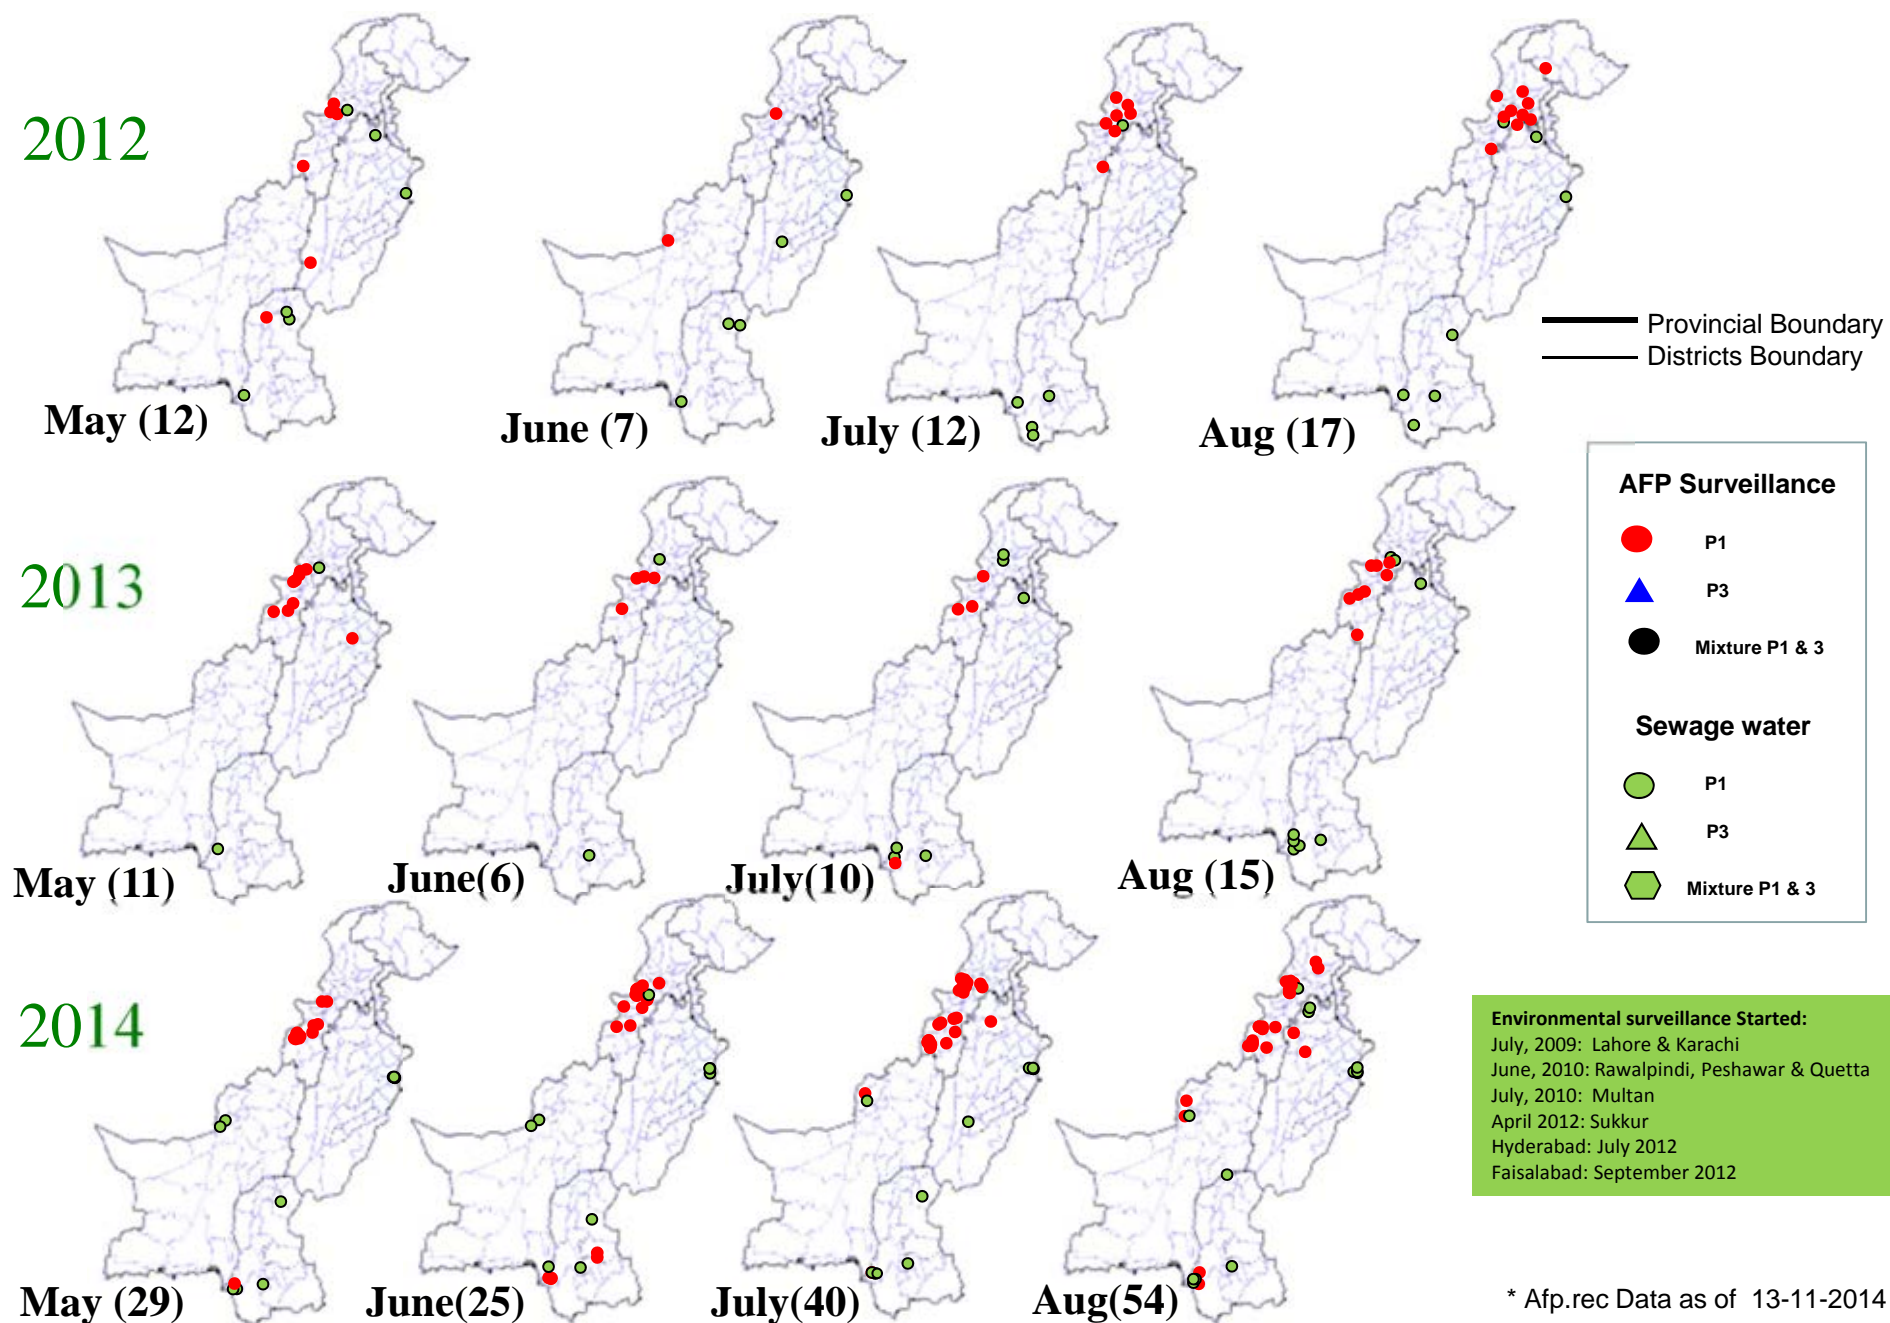 2012
May (12)
June (7)
July (12)
Aug (17)
Provincial Boundary
Districts Boundary
2013
May (11)
June(6)
July(10)
Aug (15)
AFP Surveillance
P1
P3
Mixture P1 & 3
Sewage water
P1
P3
Mixture P1 & 3
2014
May (29)
June(25)
July(40)
Aug(54)
Environmental surveillance Started:
July, 2009: Lahore & Karachi
June, 2010: Rawalpindi, Peshawar & Quetta
July, 2010: Multan
April 2012: Sukkur
Hyderabad: July 2012
Faisalabad: September 2012
* Afp.rec Data as of 13-11-2014